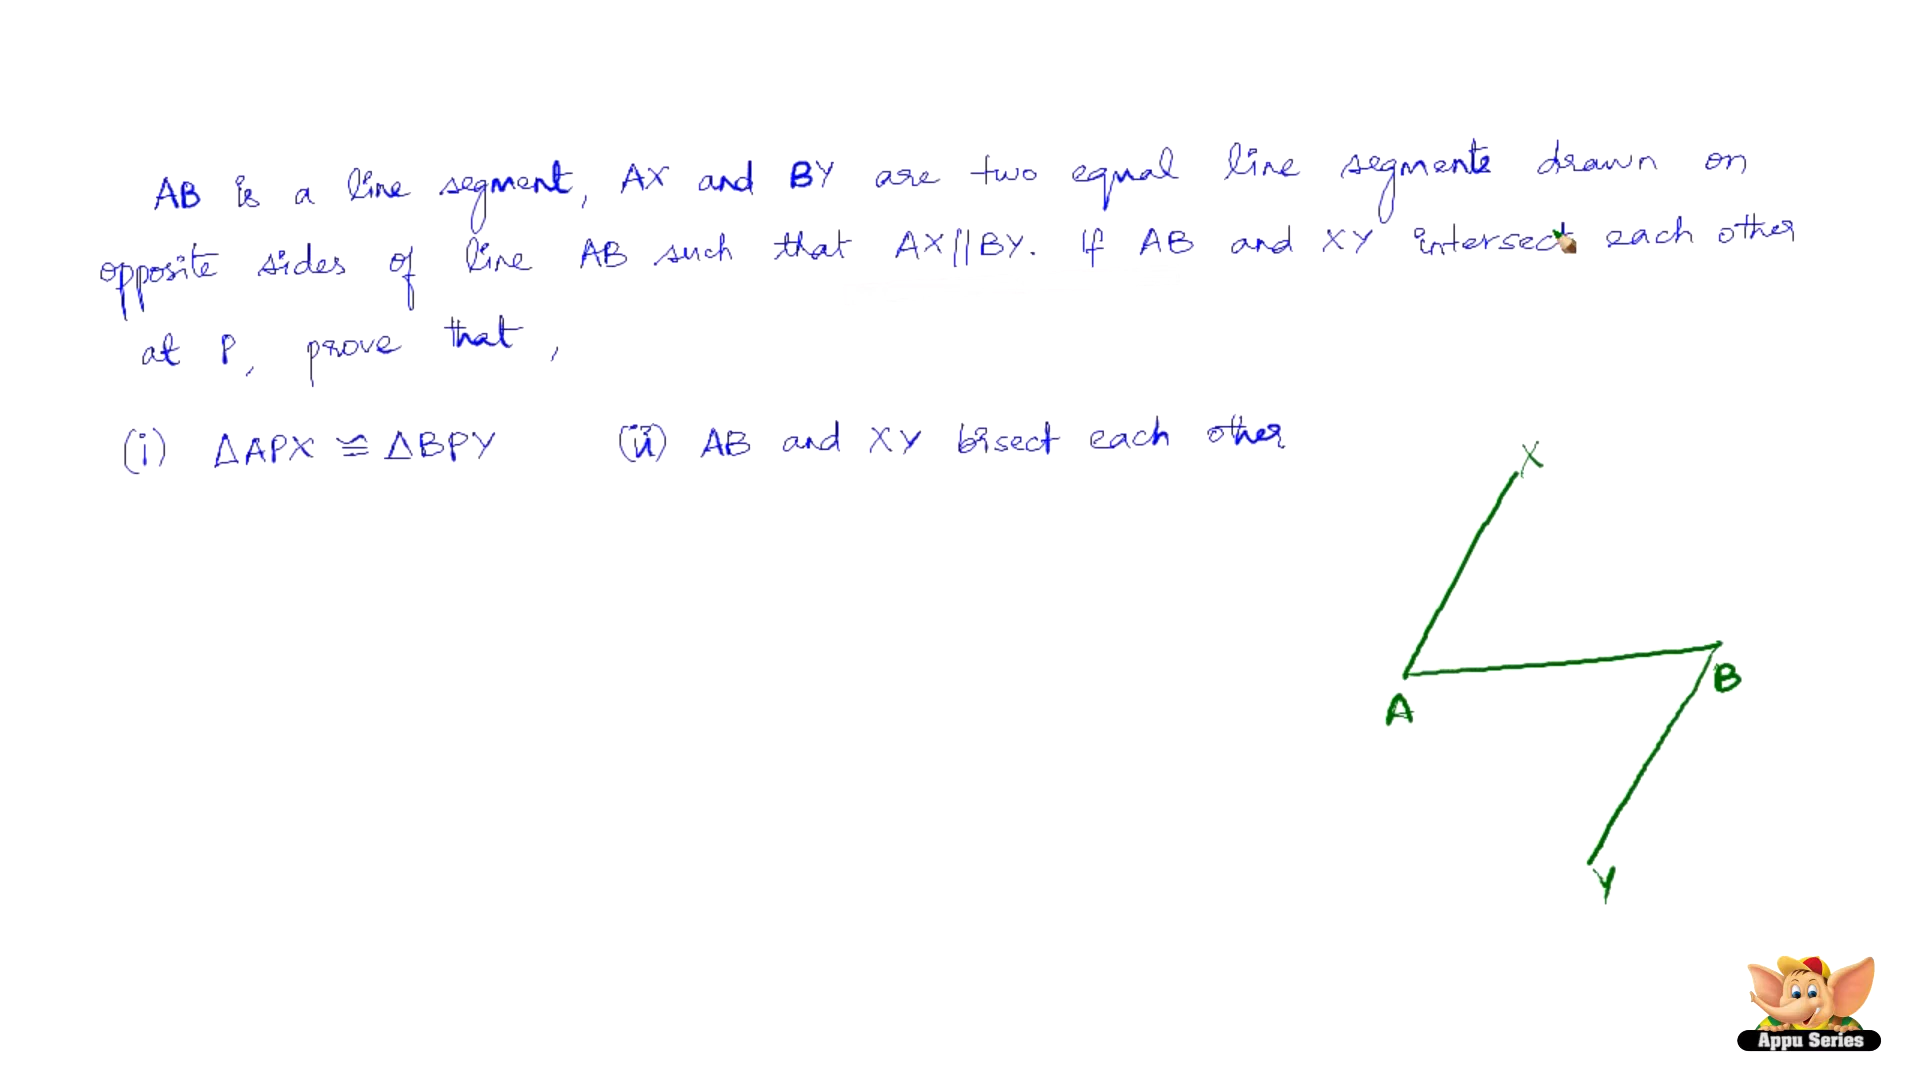 AB is a line segment, AX and BY are two equal line segments drawn on
opposite sides of line AB such that AX||BY. If AB and XY intersect each other
at P, prove that,
(i) ΔAPX ≌ ΔBPY (ii) AB and XY bisect each other
X
A
B
Y
Appu Series